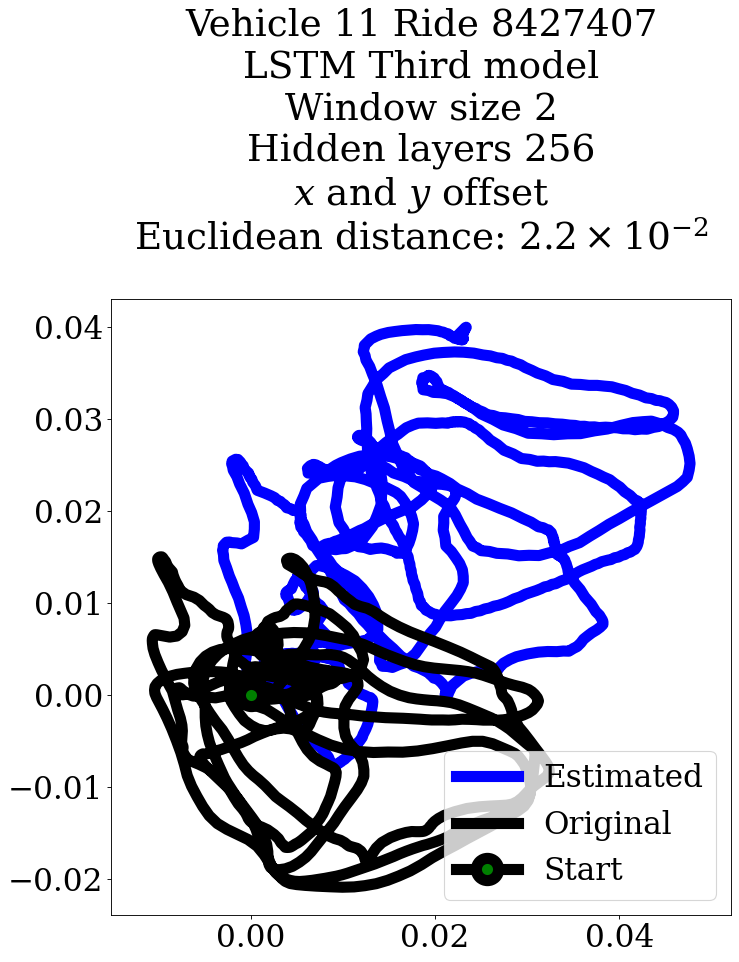 Vehicle 11 Ride 8427407
LSTM Third model
Window size 2
Hidden layers 256
x and y offset
Euclidean distance: 2.2 × 10⁻²
0.04
0.03
0.02
0.01
0.00
−0.01
−0.02
Estimated
Original
Start
0.00 0.02 0.04